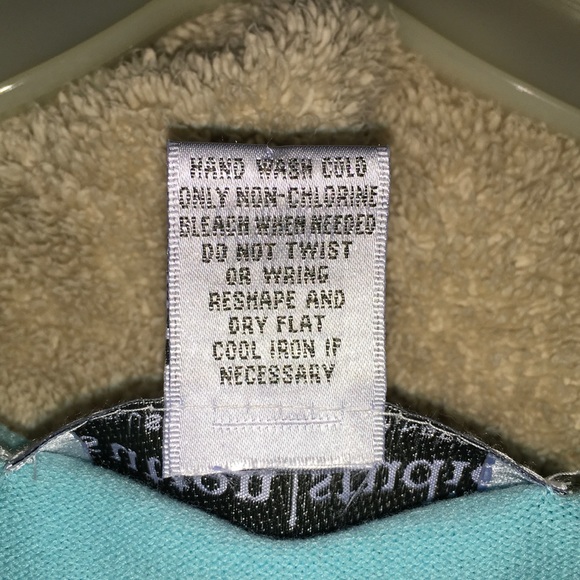 HAND WASH COLD
ONLY NON-CHLORINE
BLEACH WHEN NEEDED
DO NOT TWIST
OR WRING
RESHAPE AND
DRY FLAT
COOL IRON IF
NECESSARY